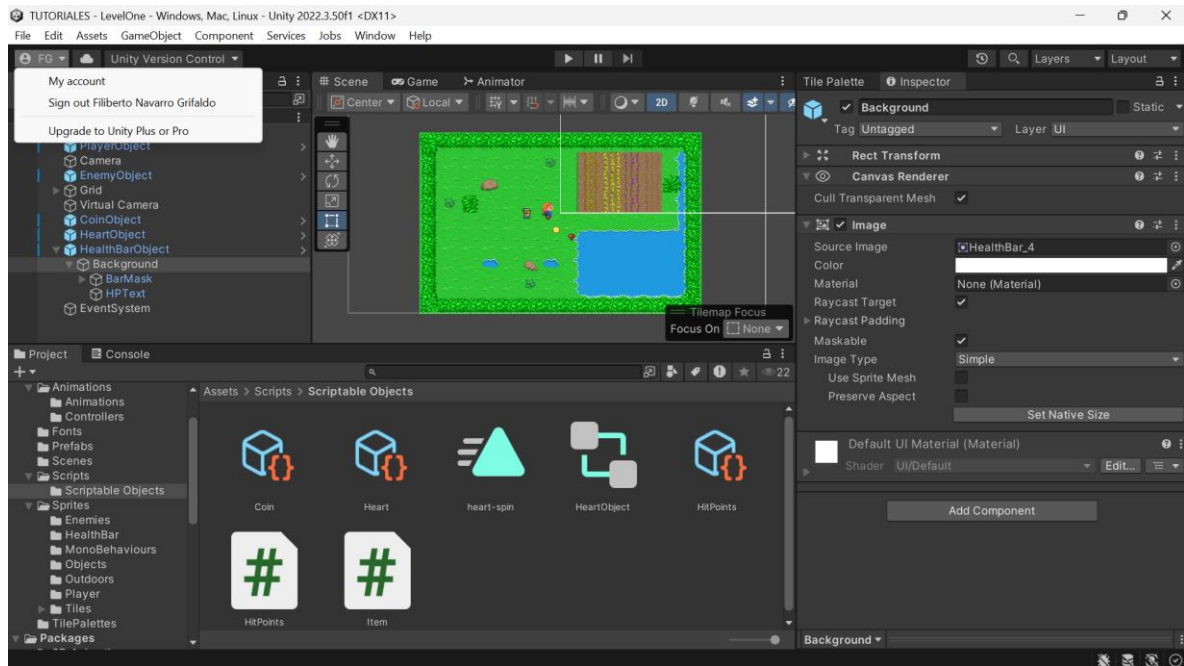 TUTORIALES - LevelOne - Windows, Mac, Linux - Unity 2022.3.50f1 <DX11>
File Edit Assets GameObject Component Services Jobs Window Help
FG Unity Version Control Layers Layout
My account
Sign out Filiberto Navarro Grifaldo
Upgrade to Unity Plus or Pro
PlayerObject
Camera
EnemyObject
Grid
Virtual Camera
CoinObject
HeartObject
HealthBarObject
Background
BarMask
HPText
EventSystem
Scene Game Animator
Center Local 2D
Tilemap Focus
Focus On None
Tile Palette Inspector
Background Static
Tag Untagged Layer UI
Rect Transform
Canvas Renderer
Cull Transparent Mesh
Image
Source Image HealthBar_4
Color
Material None (Material)
Raycast Target
Raycast Padding
Maskable
Image Type Simple
Use Sprite Mesh
Preserve Aspect
Set Native Size
Default UI Material (Material)
Shader UI/Default Edit...
Add Component
Background
Project Console
22
Animations
Animations
Controllers
Fonts
Prefabs
Scenes
Scripts
Scriptable Objects
Sprites
Enemies
HealthBar
MonoBehaviours
Objects
Outdoors
Player
Tiles
TilePalettes
Packages
Assets > Scripts > Scriptable Objects
Coin Heart heart-spin HeartObject HitPoints
HitPoints Item